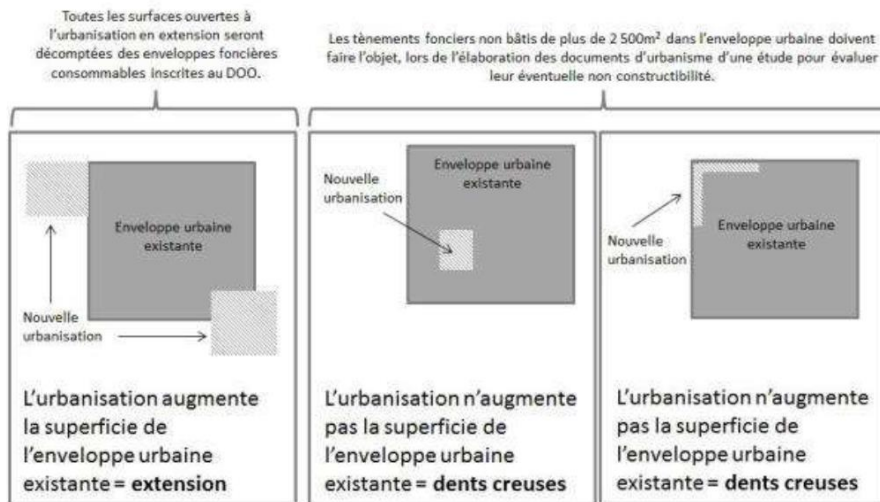 Toutes les surfaces ouvertes à
l'urbanisation en extension seront
décomptées des enveloppes foncières
consommables inscrites au DOO.
Les tènements fonciers non bâtis de plus de 2 500m² dans l'enveloppe urbaine doivent
faire l'objet, lors de l'élaboration des documents d'urbanisme d'une étude pour évaluer
leur éventuelle non constructibilité.
Enveloppe urbaine
existante
Nouvelle
urbanisation
L'urbanisation augmente
la superficie de
l'enveloppe urbaine
existante = extension
Enveloppe urbaine
existante
Nouvelle
urbanisation
L'urbanisation n'augmente
pas la superficie de
l'enveloppe urbaine
existante = dents creuses
Enveloppe urbaine
existante
Nouvelle
urbanisation
L'urbanisation n'augmente
pas la superficie de
l'enveloppe urbaine
existante = dents creuses